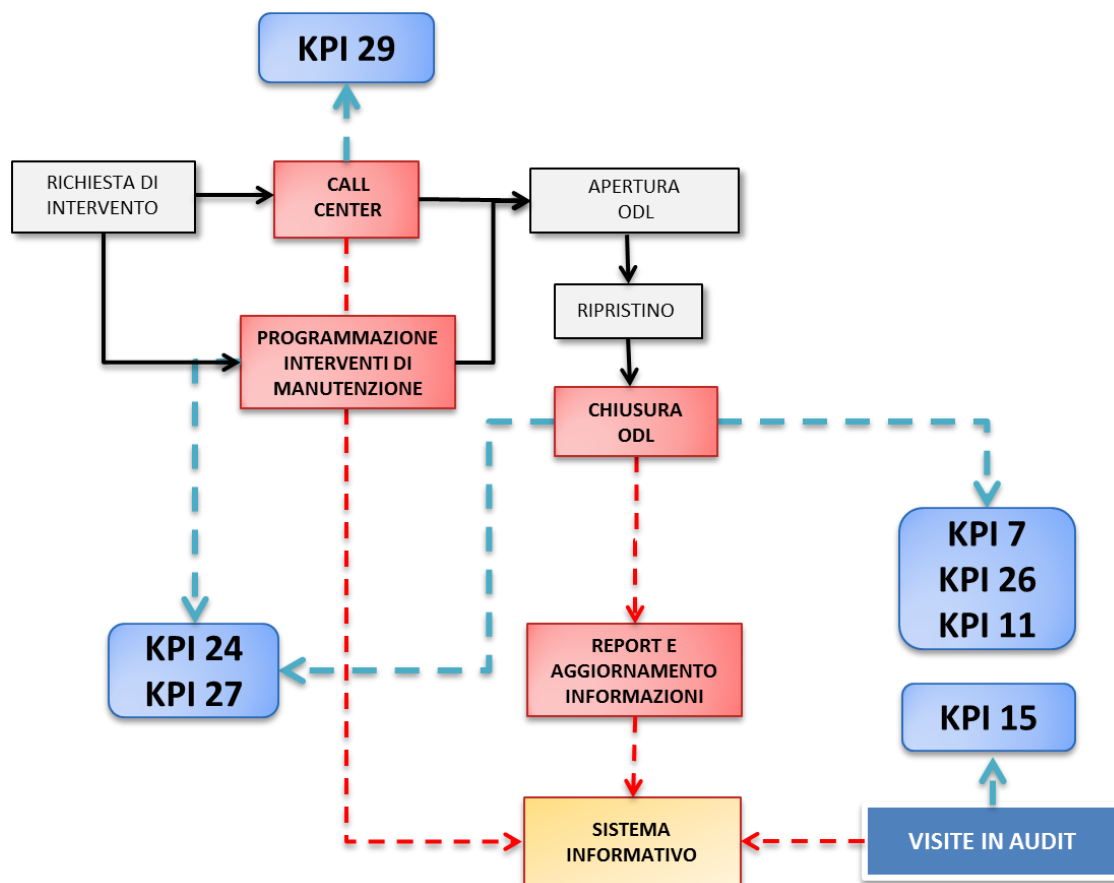 KPI 29
RICHIESTA DI
INTERVENTO
CALL
CENTER
APERTURA
ODL
RIPRISTINO
PROGRAMMAZIONE
INTERVENTI DI
MANUTENZIONE
CHIUSURA
ODL
KPI 7
KPI 26
KPI 11
KPI 24
KPI 27
REPORT E
AGGIORNAMENTO
INFORMAZIONI
KPI 15
SISTEMA
INFORMATIVO
VISITE IN AUDIT